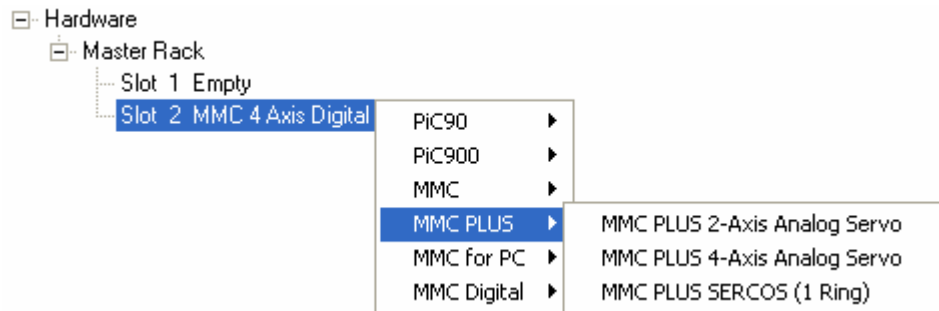 Hardware
Master Rack
Slot 1 Empty
Slot 2 MMC 4 Axis Digital
PiC90
PiC900
MMC
MMC PLUS
MMC for PC
MMC Digital
MMC PLUS 2-Axis Analog Servo
MMC PLUS 4-Axis Analog Servo
MMC PLUS SERCOS (1 Ring)